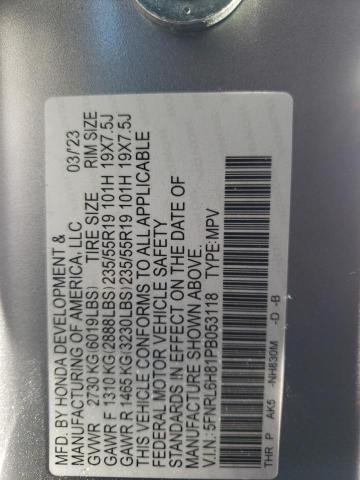 MFD. BY HONDA DEVELOPMENT &
MANUFACTURING OF AMERICA, LLC 03/'23
GVWR 2730 KG(6019LBS) TIRE SIZE RIM SIZE
GAWR F 1310 KG(2888LBS)235/55R19 101H 19X7.5J
GAWR R 1465 KG(3230LBS)235/55R19 101H 19X7.5J
THIS VEHICLE CONFORMS TO ALL APPLICABLE
FEDERAL MOTOR VEHICLE SAFETY
STANDARDS IN EFFECT ON THE DATE OF
MANUFACTURE SHOWN ABOVE.
V.I.N.: 5FNRL6H81PB053118 TYPE: MPV
THR P AK5 -NH830M -D -B